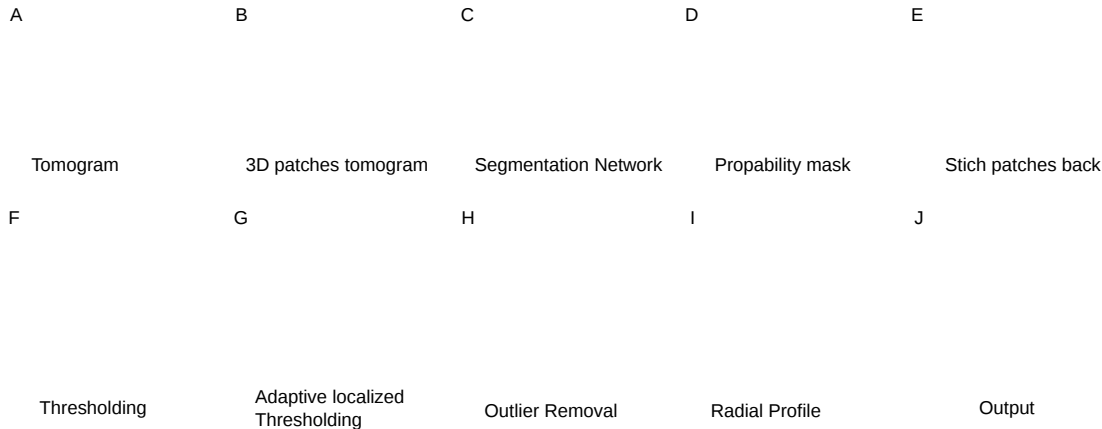 A
B
C
D
E
Tomogram
3D patches tomogram
Segmentation Network
Propability mask
Stich patches back
F
G
H
I
J
Thresholding
Adaptive localized
Thresholding
Outlier Removal
Radial Profile
Output